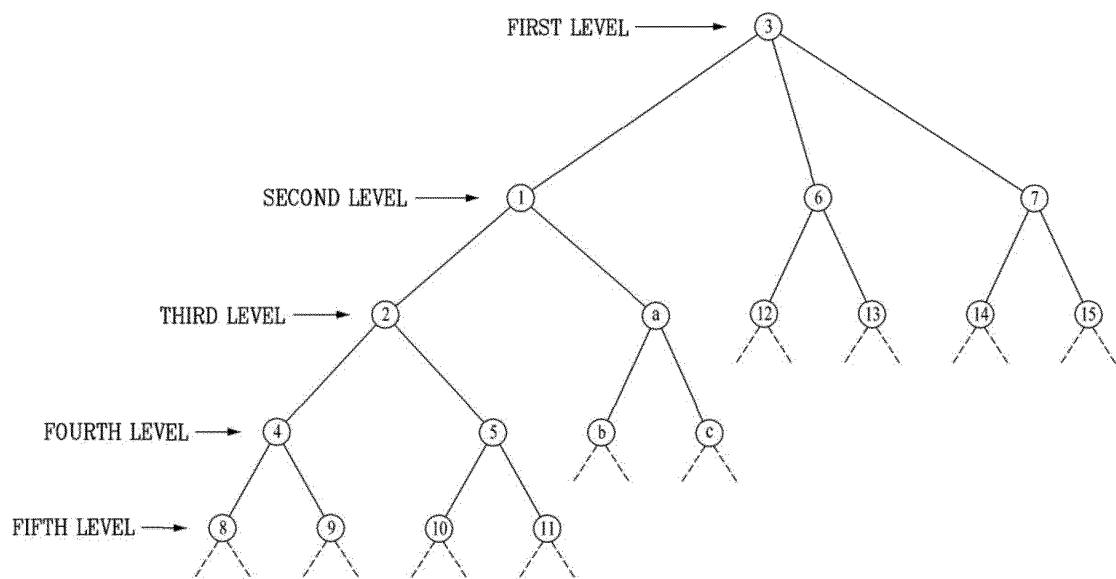 FIRST LEVEL 3
SECOND LEVEL 1 6 7
THIRD LEVEL 2 a 12 13 14 15
FOURTH LEVEL 4 5 b c
FIFTH LEVEL 8 9 10 11